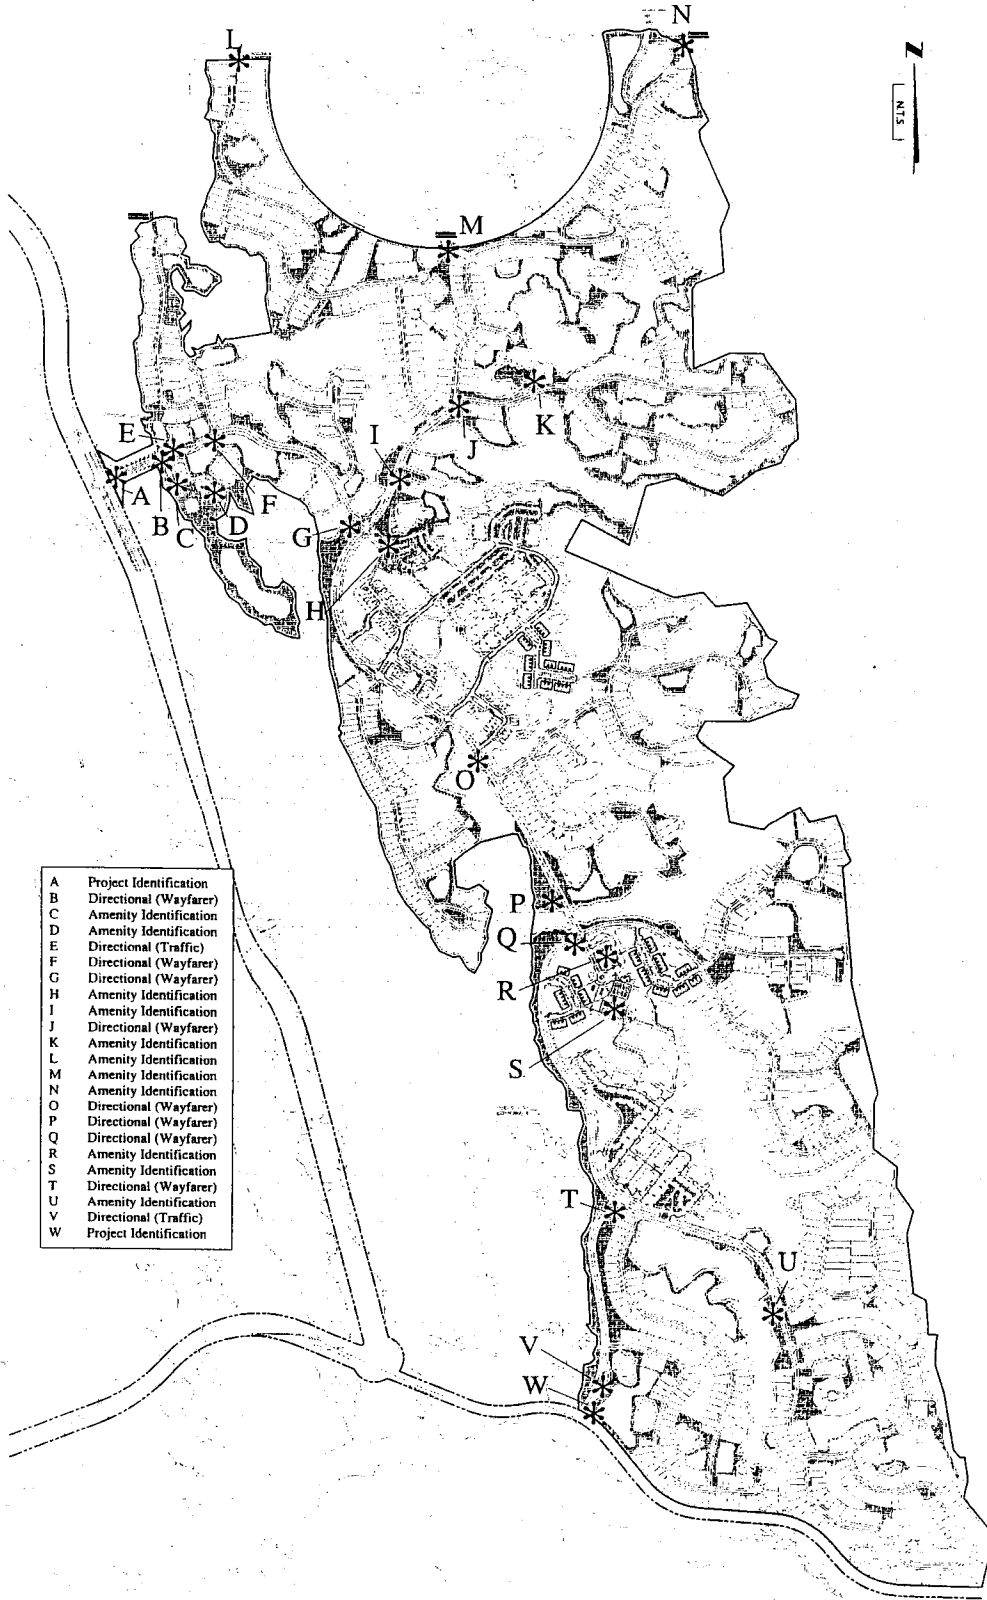 N
L
Z
NTS
M
K
J
I
E
A
B
C
D
F
G
H
O
A Project Identification
B Directional (Wayfarer)
C Amenity Identification
D Amenity Identification
E Directional (Traffic)
F Directional (Wayfarer)
G Directional (Wayfarer)
H Amenity Identification
I Amenity Identification
J Directional (Wayfarer)
K Amenity Identification
L Amenity Identification
M Amenity Identification
N Amenity Identification
O Directional (Wayfarer)
P Directional (Wayfarer)
Q Directional (Wayfarer)
R Amenity Identification
S Amenity Identification
T Directional (Wayfarer)
U Amenity Identification
V Directional (Traffic)
W Project Identification
P
Q
R
S
T
U
V
W